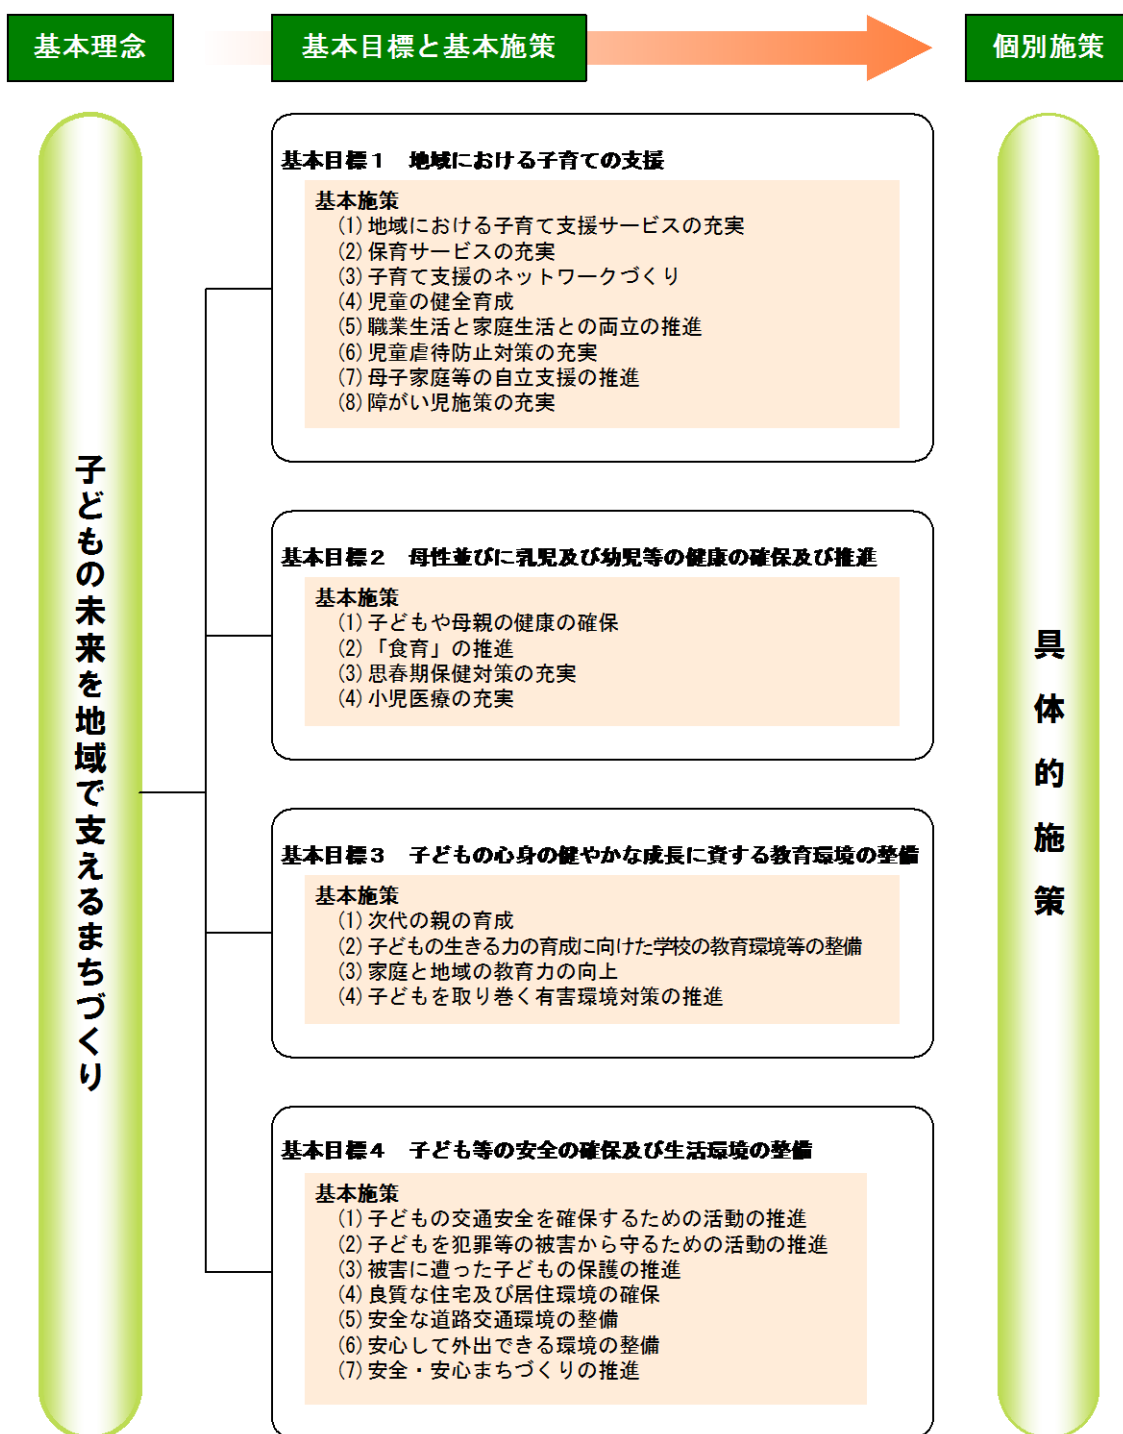 基本理念
基本目標と基本施策
個別施策
子どもの未来を地域で支えるまちづくり
基本目標１　地域における子育ての支援
基本施策
(1)地域における子育て支援サービスの充実
(2)保育サービスの充実
(3)子育て支援のネットワークづくり
(4)児童の健全育成
(5)職業生活と家庭生活との両立の推進
(6)児童虐待防止対策の充実
(7)母子家庭等の自立支援の推進
(8)障がい児施策の充実
基本目標２　母性並びに乳児及び幼児等の健康の確保及び推進
基本施策
(1)子どもや母親の健康の確保
(2)「食育」の推進
(3)思春期保健対策の充実
(4)小児医療の充実
基本目標３　子どもの心身の健やかな成長に資する教育環境の整備
基本施策
(1)次代の親の育成
(2)子どもの生きる力の育成に向けた学校の教育環境等の整備
(3)家庭と地域の教育力の向上
(4)子どもを取り巻く有害環境対策の推進
基本目標４　子ども等の安全の確保及び生活環境の整備
基本施策
(1)子どもの交通安全を確保するための活動の推進
(2)子どもを犯罪等の被害から守るための活動の推進
(3)被害に遭った子どもの保護の推進
(4)良質な住宅及び居住環境の確保
(5)安全な道路交通環境の整備
(6)安心して外出できる環境の整備
(7)安全・安心まちづくりの推進
具体的施策